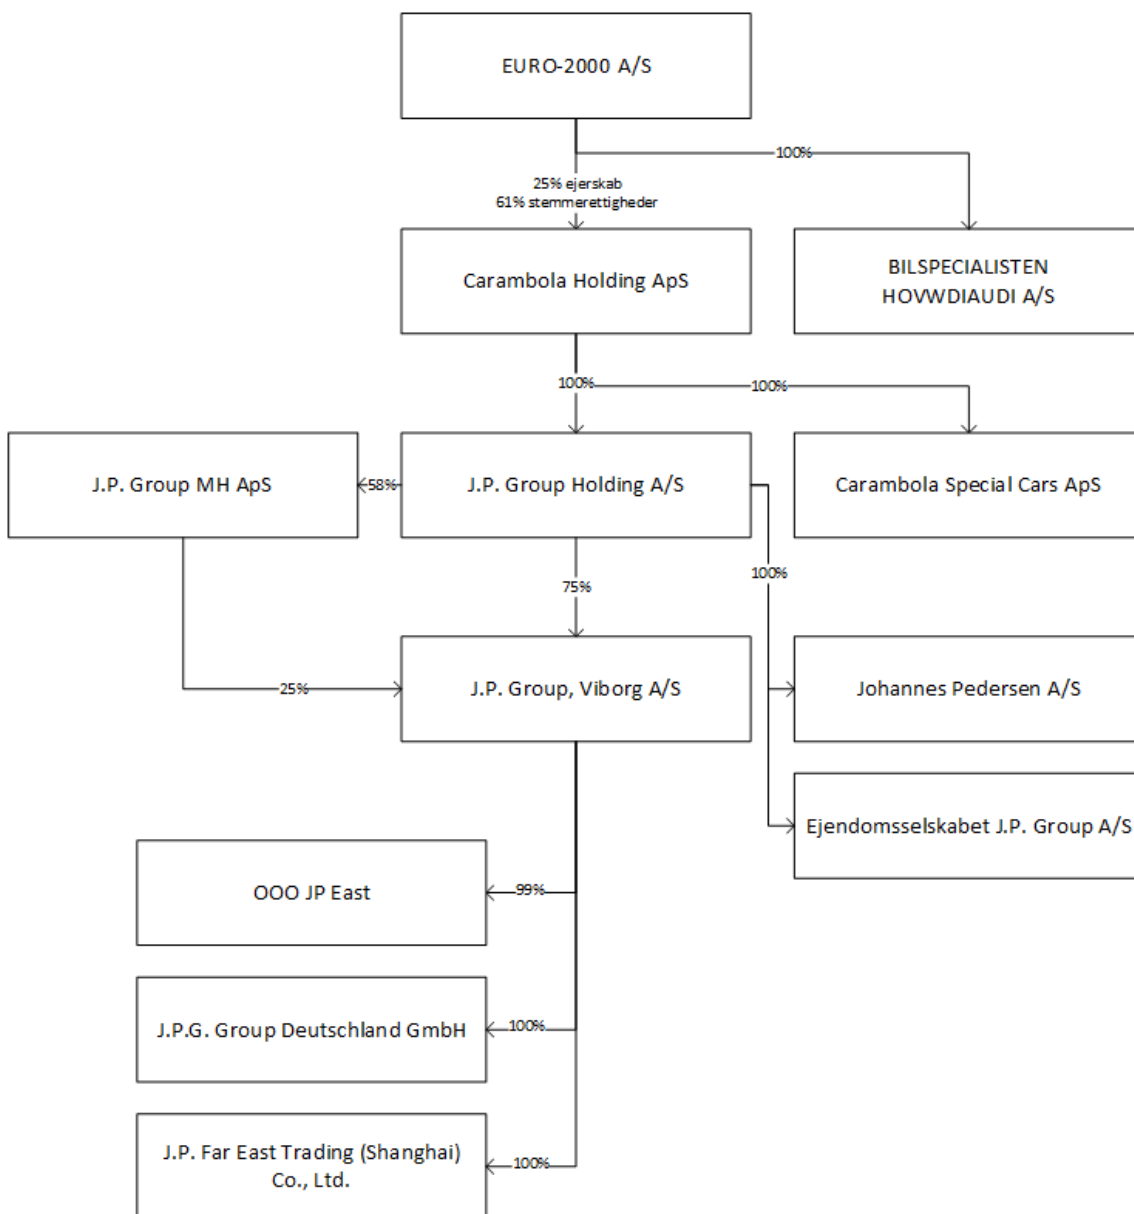 EURO-2000 A/S
100%
25% ejerskab
61% stemmerettigheder
Carambola Holding ApS
BILSPECIALISTEN
HOVWDIAUDI A/S
100%
100%
J.P. Group MH ApS
58%
J.P. Group Holding A/S
Carambola Special Cars ApS
75%
100%
25%
J.P. Group, Viborg A/S
Johannes Pedersen A/S
Ejendomsselskabet J.P. Group A/S
OOO JP East
99%
J.P.G. Group Deutschland GmbH
100%
J.P. Far East Trading (Shanghai)
Co., Ltd.
100%